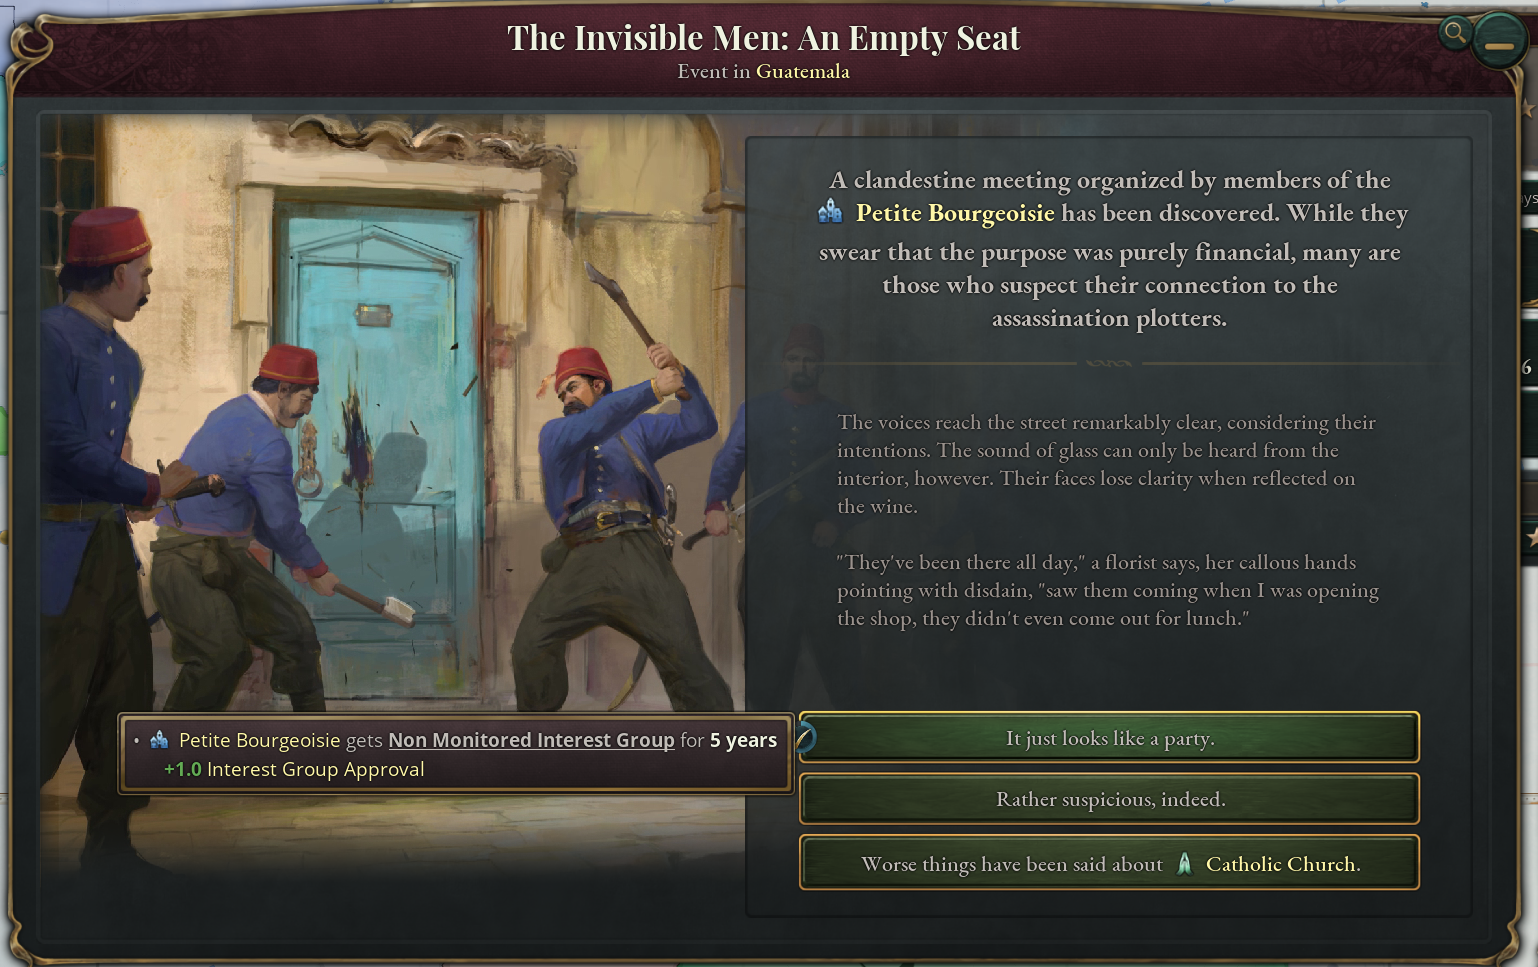 The Invisible Men: An Empty Seat
Event in Guatemala
A clandestine meeting organized by members of the
Petite Bourgeoisie has been discovered. While they
swear that the purpose was purely financial, many are
those who suspect their connection to the
assassination plotters.
The voices reach the street remarkably clear, considering their
intentions. The sound of glass can only be heard from the
interior, however. Their faces lose clarity when reflected on
the wine.
"They've been there all day," a florist says, her callous hands
pointing with disdain, "saw them coming when I was opening
the shop, they didn't even come out for lunch."
• Petite Bourgeoisie gets Non Monitored Interest Group for 5 years
+1.0 Interest Group Approval
It just looks like a party.
Rather suspicious, indeed.
Worse things have been said about Catholic Church.
6